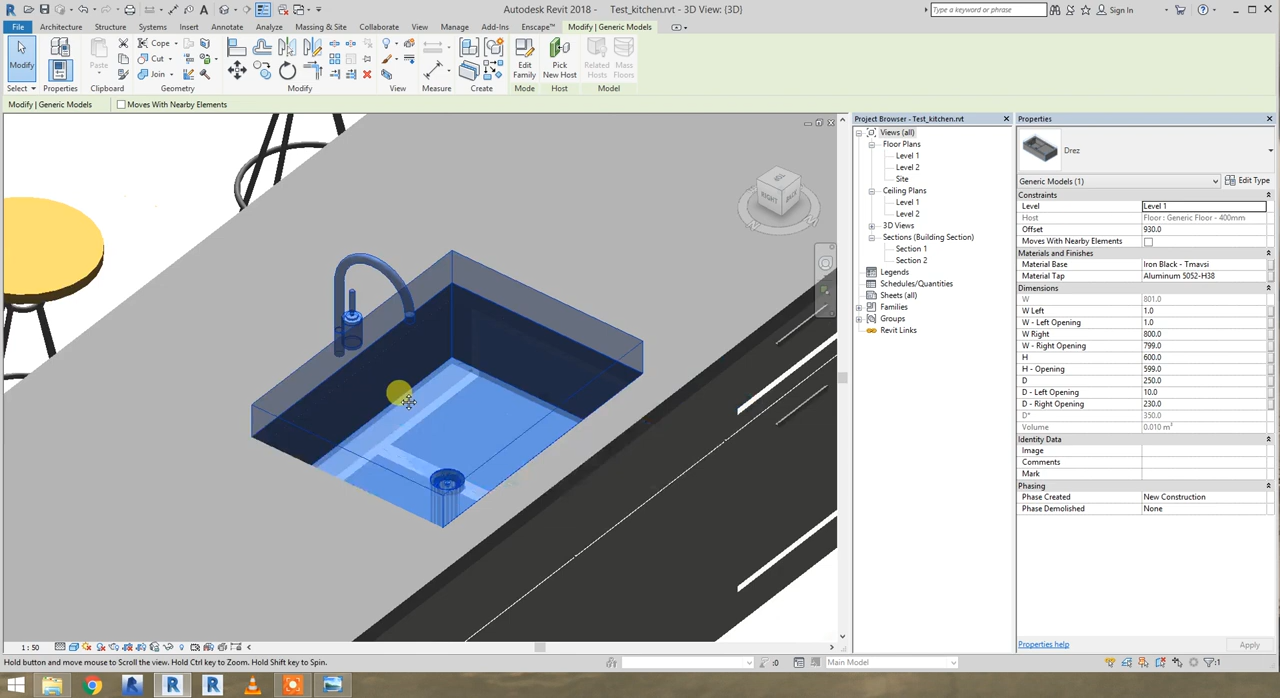 Autodesk Revit 2018 - Test_kitchen.rvt - 3D View: {3D}
Type a keyword or phrase
Sign In
File Architecture Structure Systems Insert Annotate Analyze Massing & Site Collaborate View Manage Add-Ins Enscape™ Modify | Generic Models
Modify
Paste
Cope
Cut
Join
Edit Family
Pick New Host
Related Hosts
Mass Floors
Select Properties Clipboard Geometry Modify View Measure Create Mode Host Model
Modify | Generic Models Moves With Nearby Elements
RIGHT
BACK
Project Browser - Test_kitchen.rvt
Views (all)
Floor Plans
Level 1
Level 2
Site
Ceiling Plans
Level 1
Level 2
3D Views
Sections (Building Section)
Section 1
Section 2
Legends
Schedules/Quantities
Sheets (all)
Families
Groups
Revit Links
Properties
Drez
Generic Models (1) Edit Type
Constraints
Level Level 1
Host Floor : Generic Floor - 400mm
Offset 930.0
Moves With Nearby Elements
Materials and Finishes
Material Base Iron Black - Tmavsi
Material Tap Aluminum 5052-H38
Dimensions
W 801.0
W Left 1.0
W - Left Opening 1.0
W Right 800.0
W - Right Opening 799.0
H 600.0
H - Opening 599.0
D 250.0
D - Left Opening 10.0
D - Right Opening 230.0
D* 350.0
Volume 0.010 m³
Identity Data
Image
Comments
Mark
Phasing
Phase Created New Construction
Phase Demolished None
Properties help Apply
1 : 50
Hold button and move mouse to Scroll the view. Hold Ctrl key to Zoom. Hold Shift key to Spin.
:0
Main Model
:1